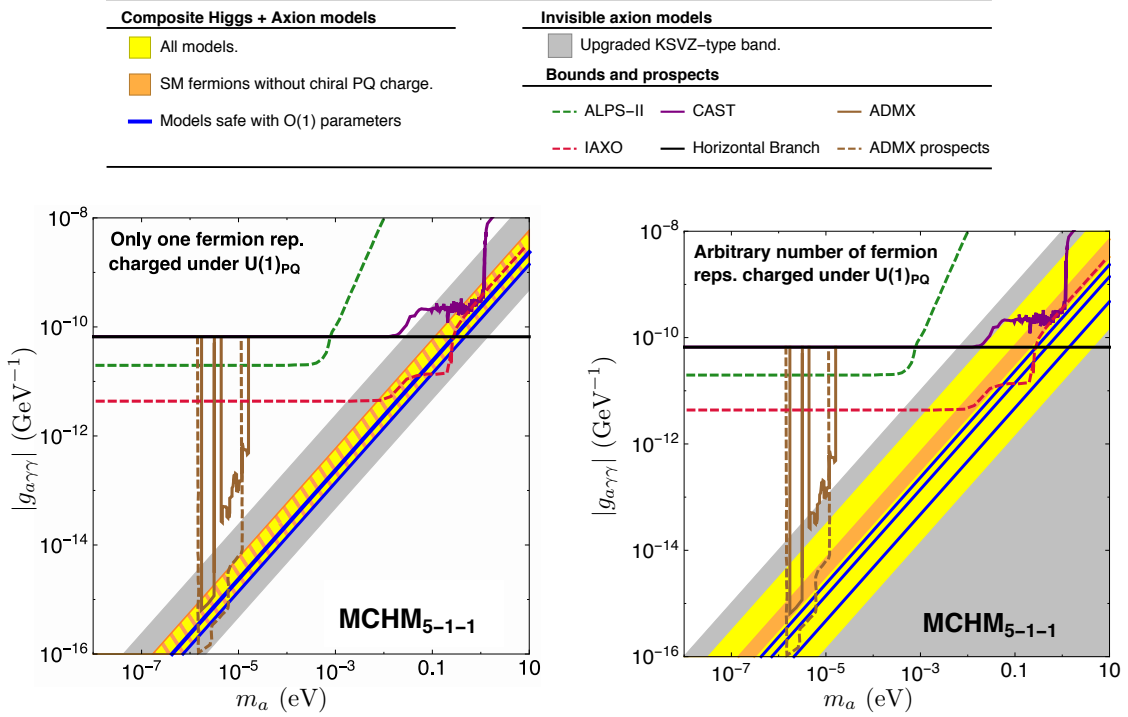 Composite Higgs + Axion models
All models.
SM fermions without chiral PQ charge.
Models safe with O(1) parameters
Invisible axion models
Upgraded KSVZ-type band.
Bounds and prospects
ALPS-II CAST ADMX
IAXO Horizontal Branch ADMX prospects
Only one fermion rep.
charged under U(1)PQ
10⁻⁸
10⁻¹⁰
10⁻¹²
10⁻¹⁴
10⁻¹⁶
|g_{aγγ}| (GeV⁻¹)
MCHM₅₋₁₋₁
10⁻⁷ 10⁻⁵ 10⁻³ 0.1 10
mₐ (eV)
Arbitrary number of fermion
reps. charged under U(1)PQ
10⁻⁸
10⁻¹⁰
10⁻¹²
10⁻¹⁴
10⁻¹⁶
|g_{aγγ}| (GeV⁻¹)
MCHM₅₋₁₋₁
10⁻⁷ 10⁻⁵ 10⁻³ 0.1 10
mₐ (eV)